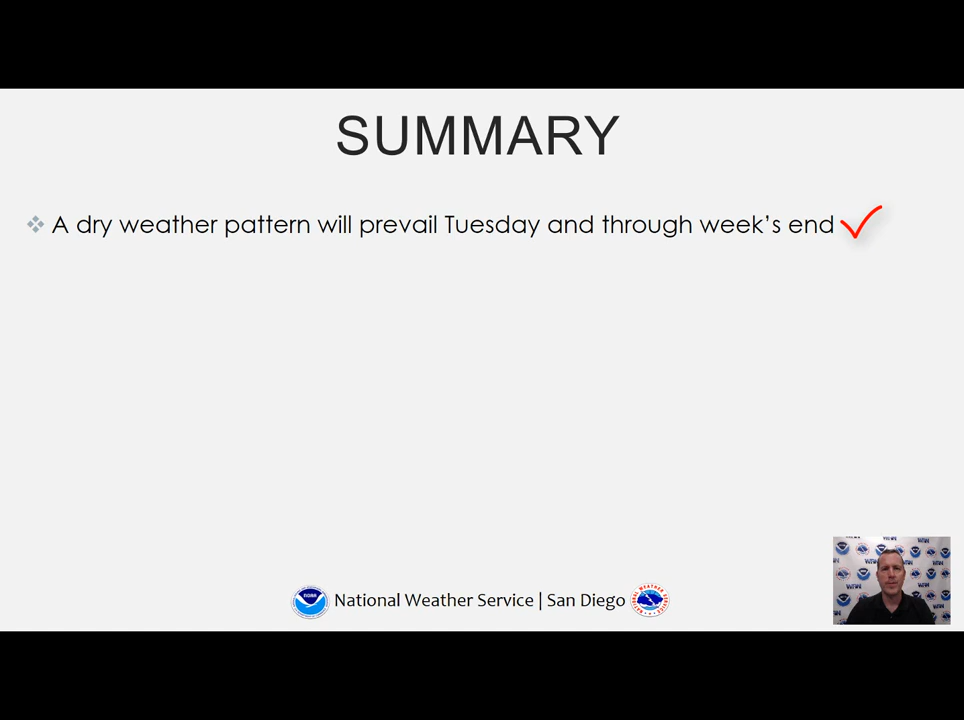 SUMMARY
A dry weather pattern will prevail Tuesday and through week's end
National Weather Service | San Diego